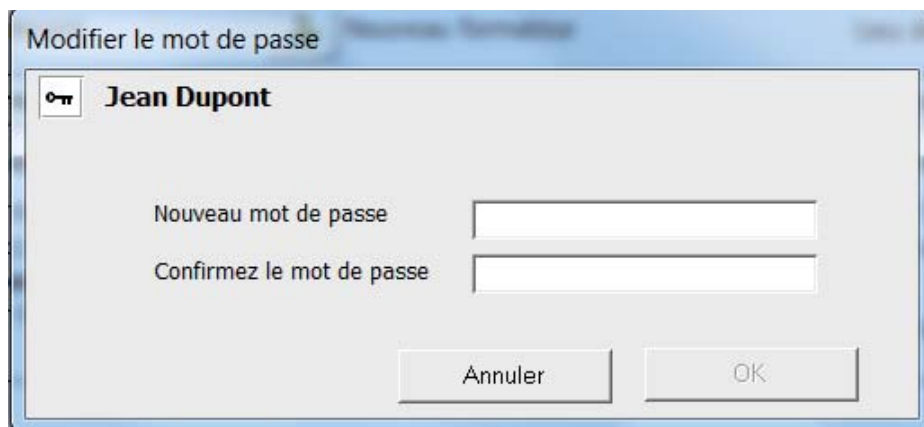 Modifier le mot de passe
Jean Dupont
Nouveau mot de passe
Confirmez le mot de passe
Annuler
OK